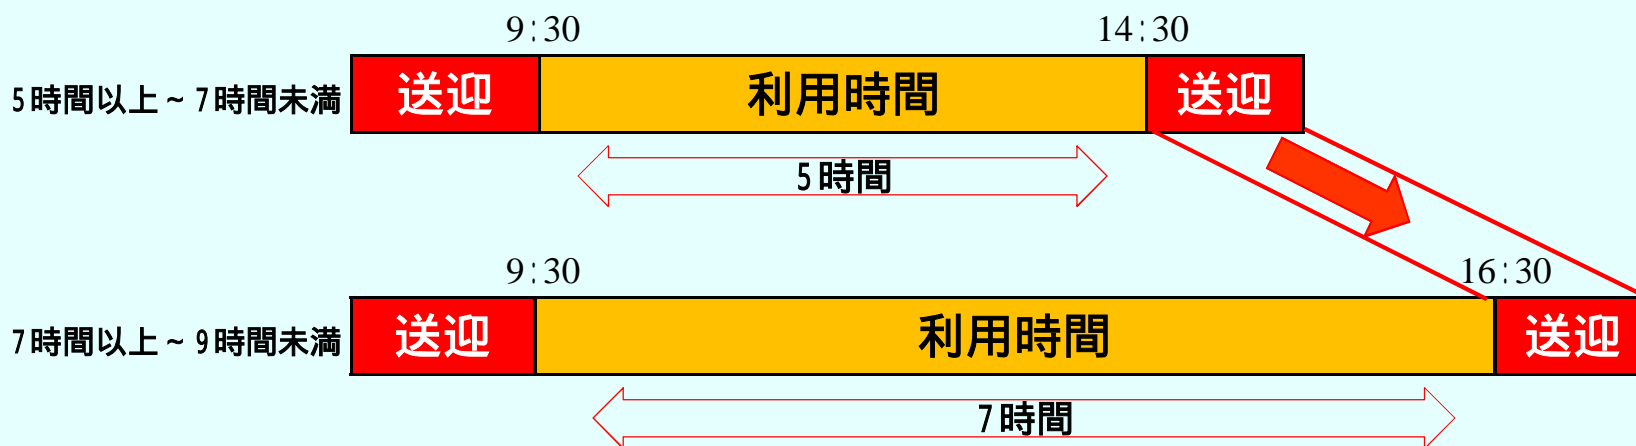 9:30 14:30
5時間以上~7時間未満 送迎 利用時間 送迎
5時間
9:30 16:30
7時間以上~9時間未満 送迎 利用時間 送迎
7時間